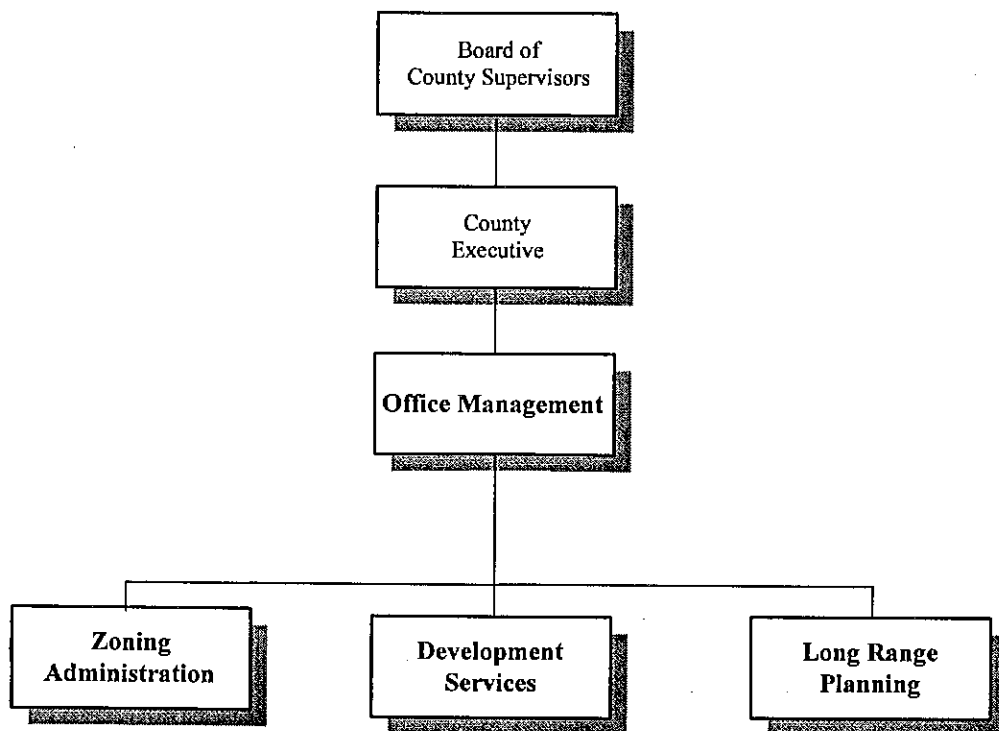 Board of
County Supervisors
County
Executive
Office Management
Zoning
Administration
Development
Services
Long Range
Planning